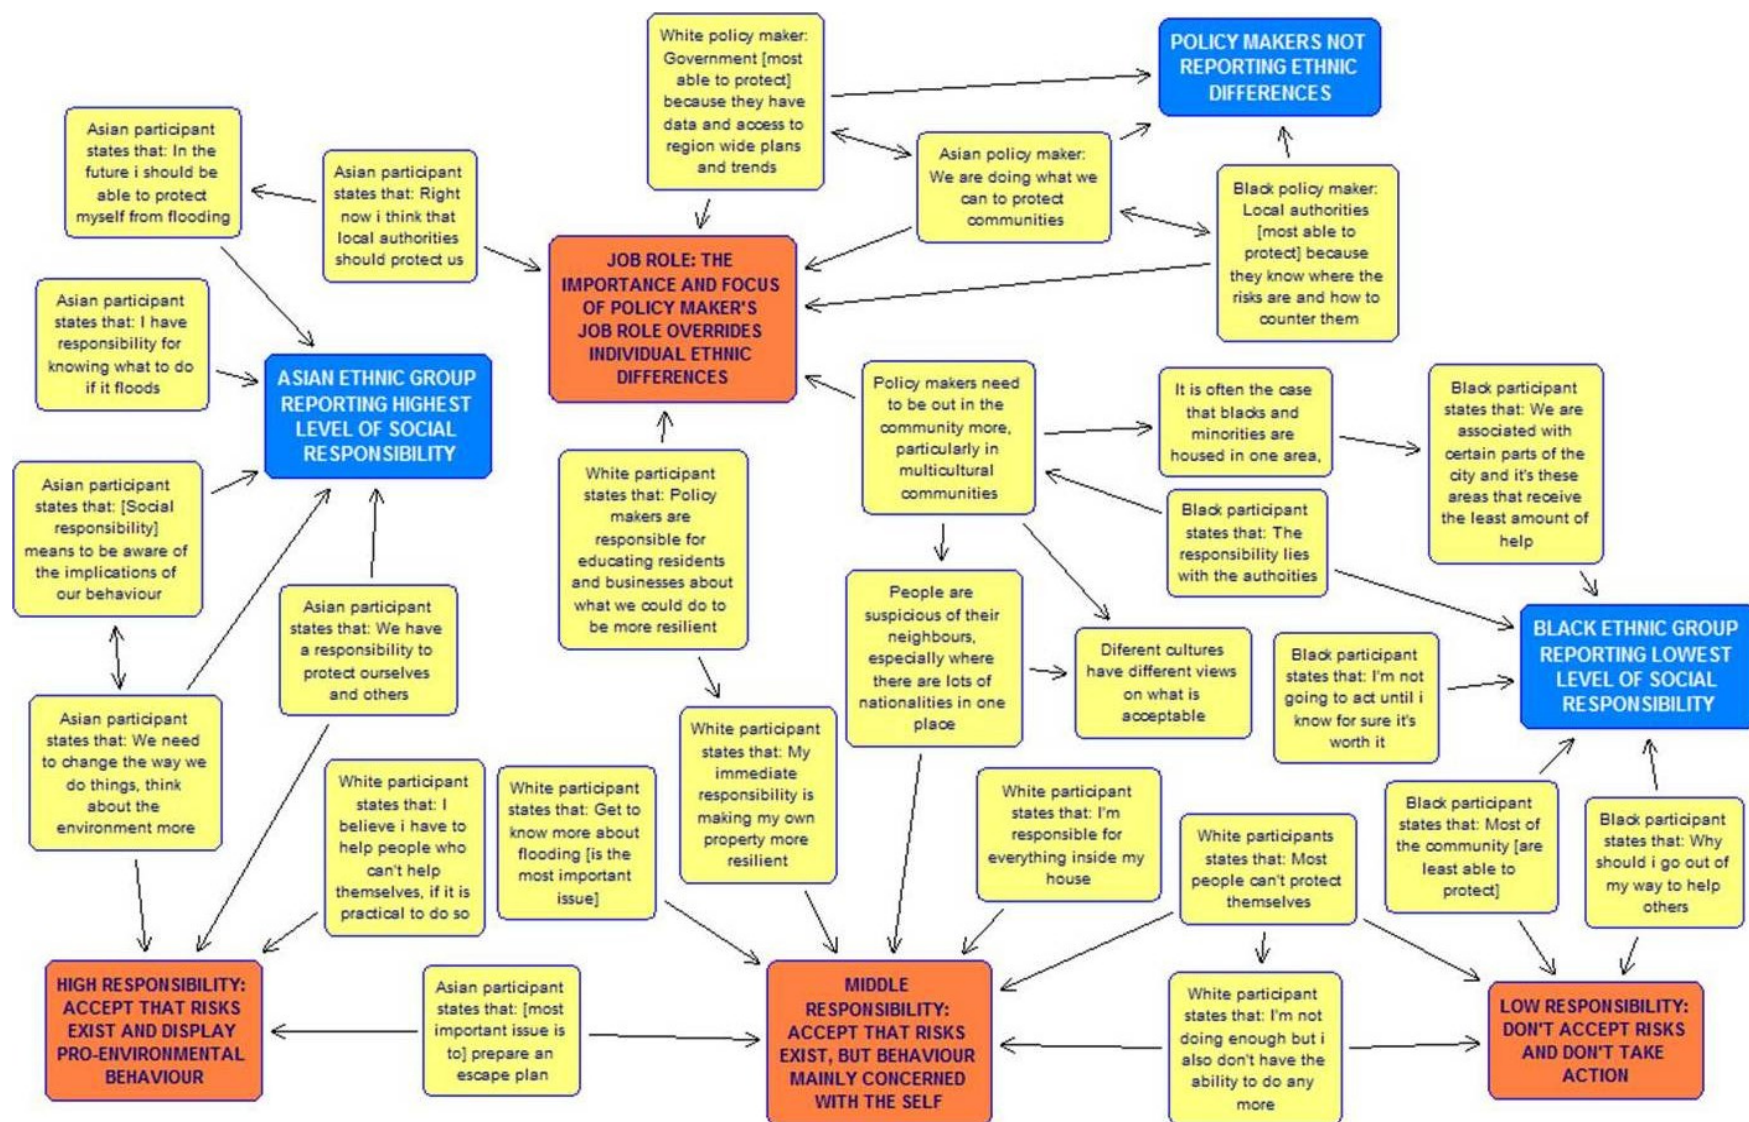 White policy maker:
Government [most
able to protect]
because they have
data and access to
region wide plans
and trends
POLICY MAKERS NOT
REPORTING ETHNIC
DIFFERENCES
Asian participant
states that: In the
future i should be
able to protect
myself from flooding
Asian participant
states that: Right
now i think that
local authorities
should protect us
Asian policy maker:
We are doing what we
can to protect
communities
Black policy maker:
Local authorities
[most able to
protect] because
they know where the
risks are and how to
counter them
JOB ROLE: THE
IMPORTANCE AND FOCUS
OF POLICY MAKER'S
JOB ROLE OVERRIDES
INDIVIDUAL ETHNIC
DIFFERENCES
Asian participant
states that: I have
responsibility for
knowing what to do
if it floods
ASIAN ETHNIC GROUP
REPORTING HIGHEST
LEVEL OF SOCIAL
RESPONSIBILITY
Policy makers need
to be out in the
community more,
particularly in
multicultural
communities
It is often the case
that blacks and
minorities are
housed in one area,
Black participant
states that: We are
associated with
certain parts of the
city and it's these
areas that receive
the least amount of
help
Asian participant
states that: [Social
responsibility]
means to be aware of
the implications of
our behaviour
White participant
states that: Policy
makers are
responsible for
educating residents
and businesses about
what we could do to
be more resilient
Black participant
states that: The
responsibility lies
with the authoities
Asian participant
states that: We have
a responsibility to
protect ourselves
and others
People are
suspicious of their
neighbours,
especially where
there are lots of
nationalities in one
place
Diferent cultures
have different views
on what is
acceptable
Black participant
states that: I'm not
going to act until i
know for sure it's
worth it
BLACK ETHNIC GROUP
REPORTING LOWEST
LEVEL OF SOCIAL
RESPONSIBILITY
Asian participant
states that: We need
to change the way we
do things, think
about the
environment more
White participant
states that: I
believe i have to
help people who
can't help
themselves, if it is
practical to do so
White participant
states that: Get to
know more about
flooding [is the
most important
issue]
White participant
states that: My
immediate
responsibility is
making my own
property more
resilient
White participant
states that: I'm
responsible for
everything inside my
house
White participants
states that: Most
people can't protect
themselves
Black participant
states that: Most of
the community [are
least able to
protect]
Black participant
states that: Why
should i go out of
my way to help
others
HIGH RESPONSIBILITY:
ACCEPT THAT RISKS
EXIST AND DISPLAY
PRO-ENVIRONMENTAL
BEHAVIOUR
Asian participant
states that: [most
important issue is
to] prepare an
escape plan
MIDDLE
RESPONSIBILITY:
ACCEPT THAT RISKS
EXIST, BUT BEHAVIOUR
MAINLY CONCERNED
WITH THE SELF
White participant
states that: I'm not
doing enough but i
also don't have the
ability to do any
more
LOW RESPONSIBILITY:
DON'T ACCEPT RISKS
AND DON'T TAKE
ACTION